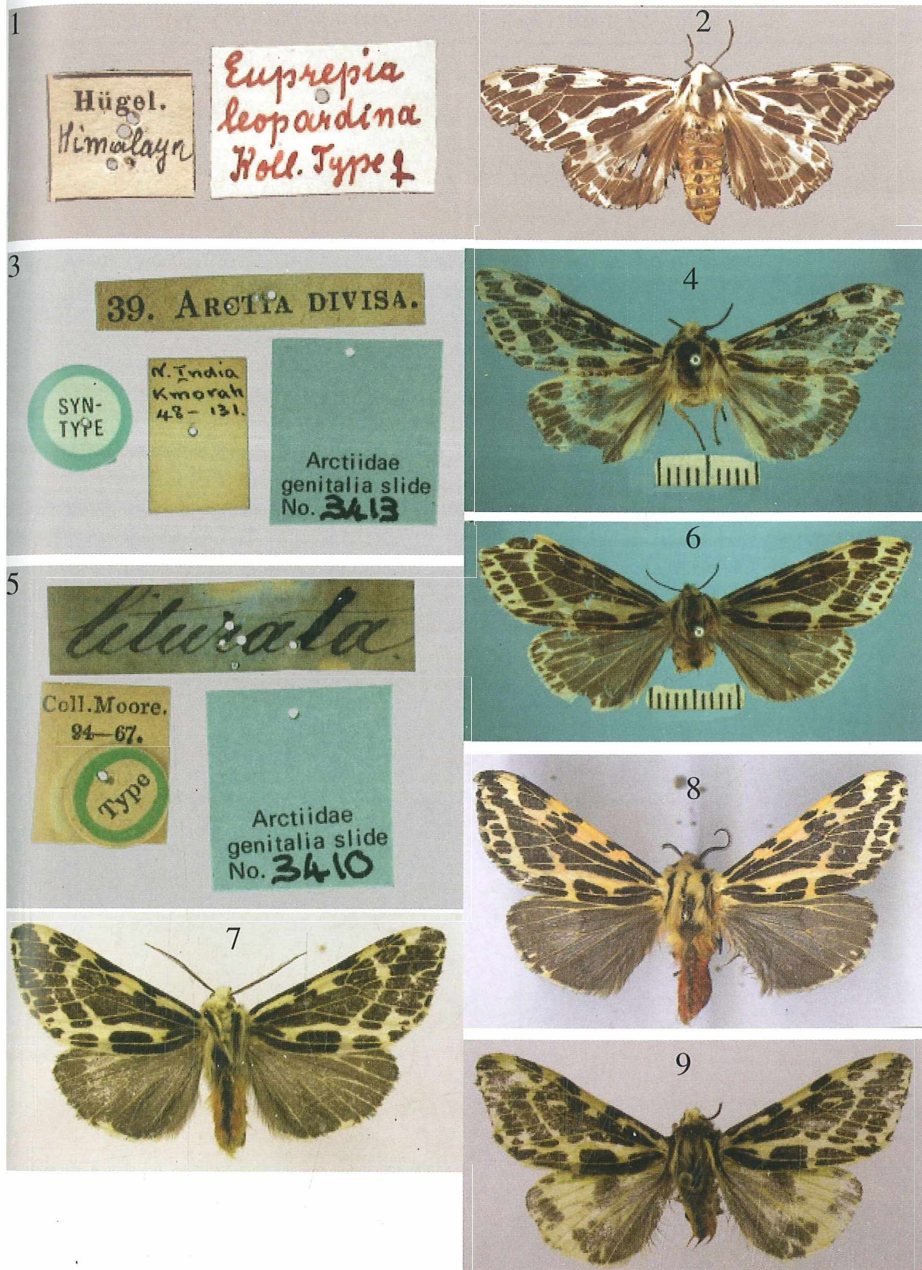 1
Hügel.
Himalayn
Euprepia
leopardina
Koll. Type ♀
2
3
39. ARCTIA DIVISA.
SYN-
TYPE
N. India
Kmorah
48-131.
Arctiidae
genitalia slide
No. 3413
4
5
liturata.
Coll. Moore.
94—67.
Type
Arctiidae
genitalia slide
No. 3410
6
7
8
9